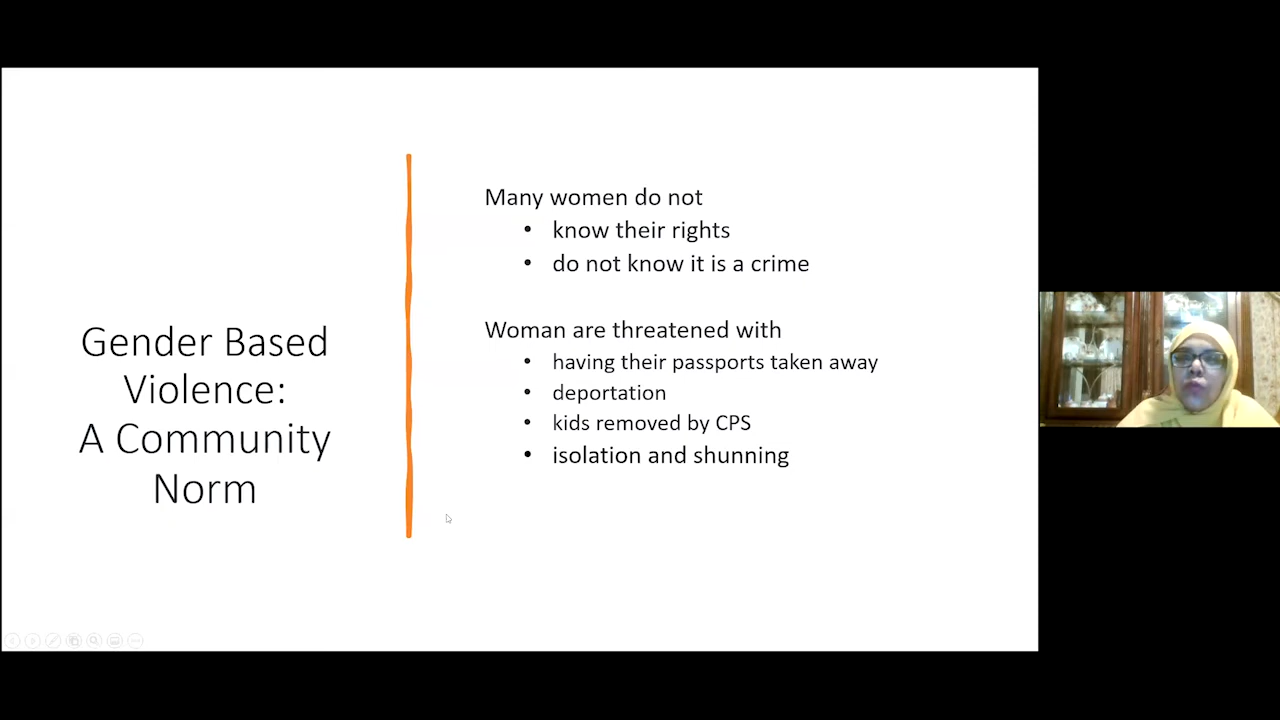 Gender Based
Violence:
A Community
Norm
Many women do not
• know their rights
• do not know it is a crime
Woman are threatened with
• having their passports taken away
• deportation
• kids removed by CPS
• isolation and shunning